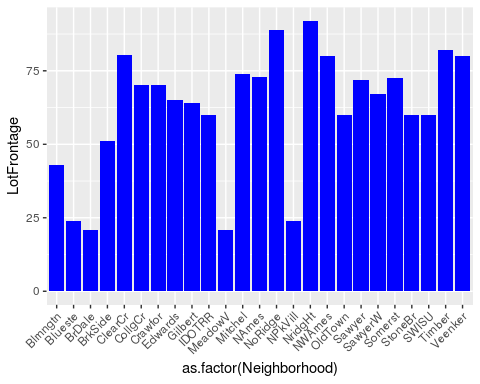 LotFrontage
75
50
25
0
Blmngtn
Blueste
BrDale
BrkSide
ClearCr
CollgCr
Crawfor
Edwards
Gilbert
IDOTRR
MeadowV
Mitchel
NAmes
NoRidge
NPkVill
NridgHt
NWAmes
OldTown
Sawyer
SawyerW
Somerst
StoneBr
SWISU
Timber
Veenker
as.factor(Neighborhood)